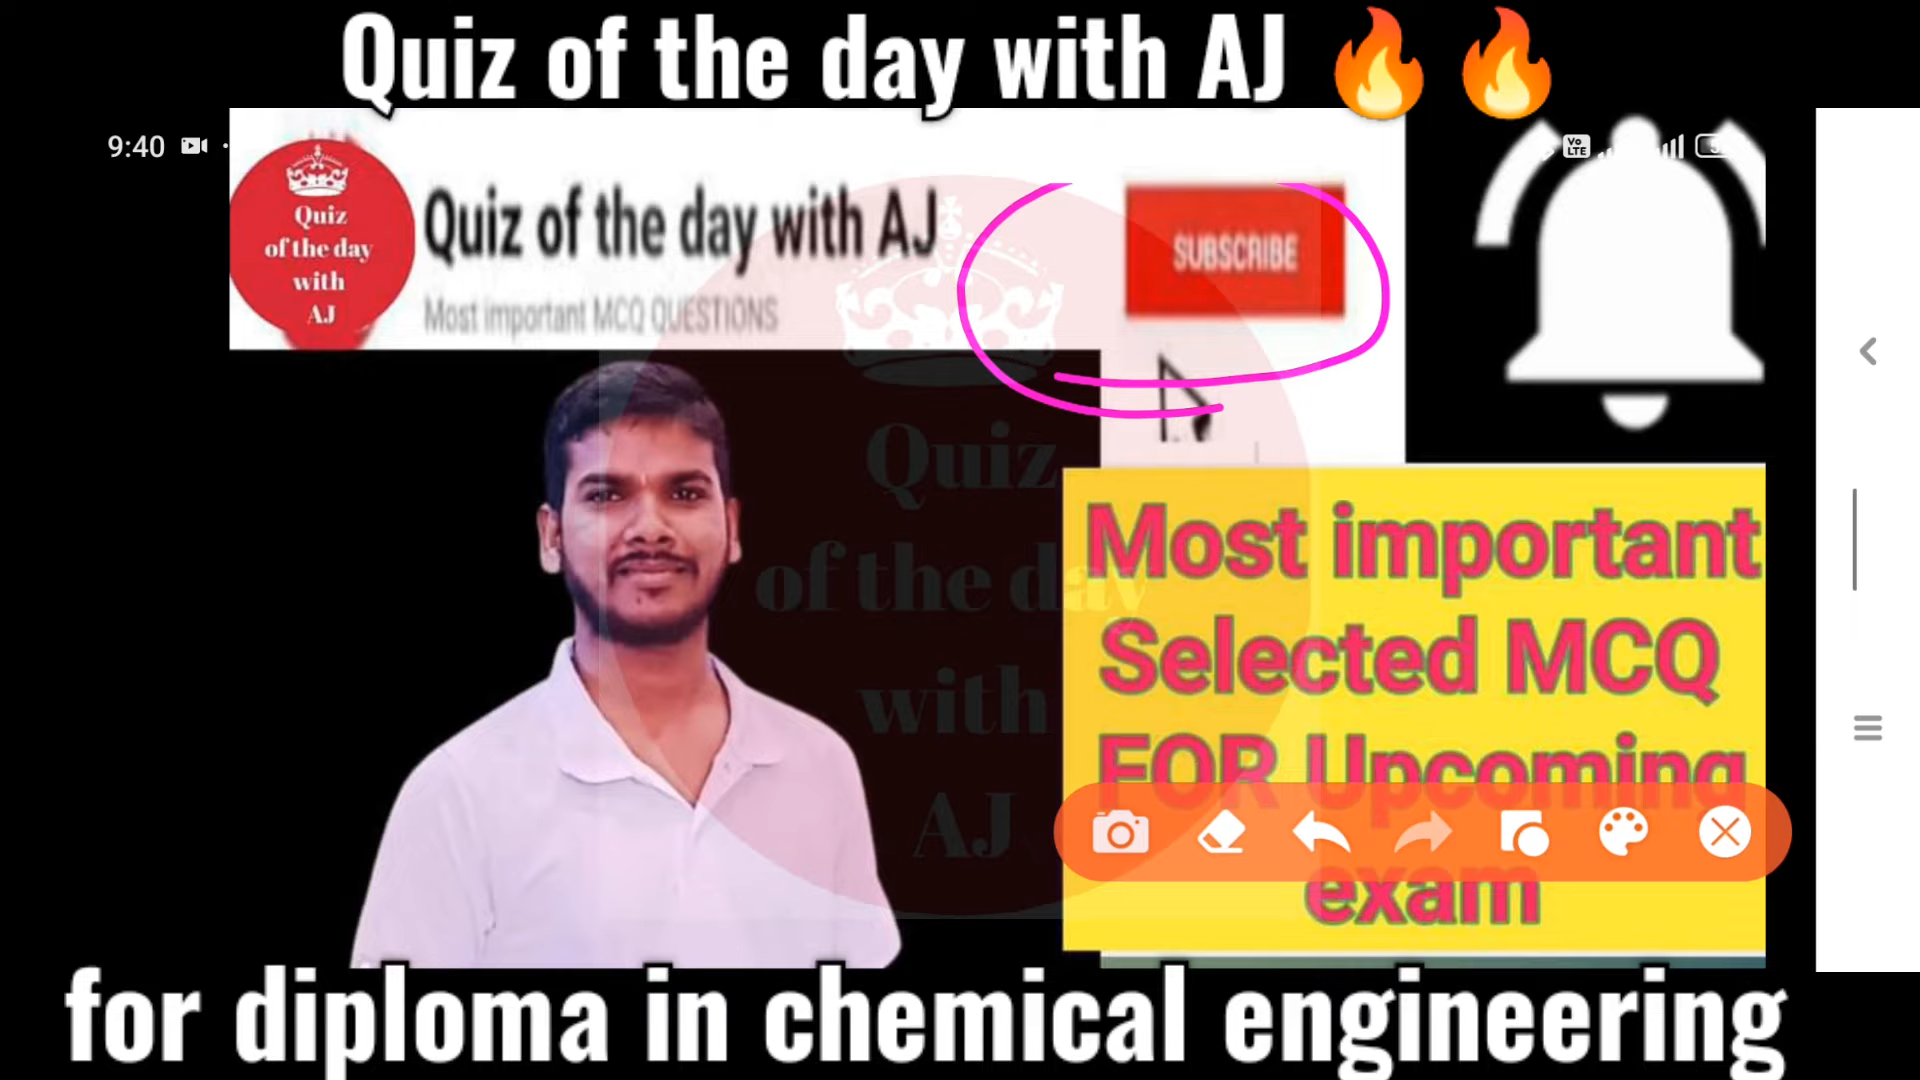 Quiz of the day with AJ 🔥🔥
9:40
Vo
LTE
Quiz
of the day
with
AJ
Quiz of the day with AJ
Most important MCQ QUESTIONS
SUBSCRIBE
Quiz
of the day
with
AJ
Most important
Selected MCQ
FOR Upcoming
exam
for diploma in chemical engineering